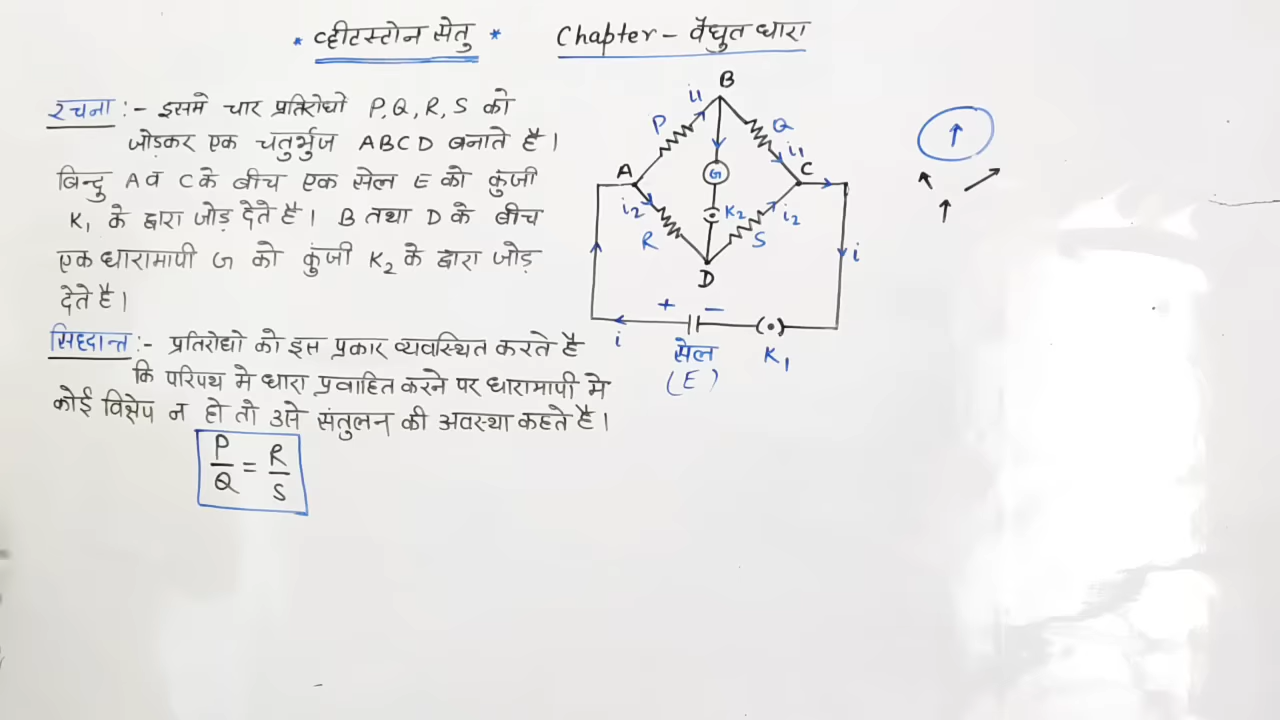 * व्हीटस्टोन सेतु *
Chapter - वैधुत धारा
रचना :- इसमे चार प्रतिरोधो P, Q, R, S को
जोड़कर एक चतुर्भुज ABCD बनाते है।
बिन्दु A व C के बीच एक सेल E को कुंजी
K₁ के द्वारा जोड़ देते है। B तथा D के बीच
एक धारामापी G को कुंजी K₂ के द्वारा जोड़
देते है।
सिध्दान्त :- प्रतिरोधो को इस प्रकार व्यवस्थित करते है
कि परिपथ मे धारा प्रवाहित करने पर धारामापी मे
कोई विक्षेप न हो तो उसे संतुलन की अवस्था कहते है।
P/Q = R/S
B
i₁
P
Q
i₁
A
G
C
i₂
K₂
i₂
R
S
D
i
+ -
i
सेल
K₁
(E)